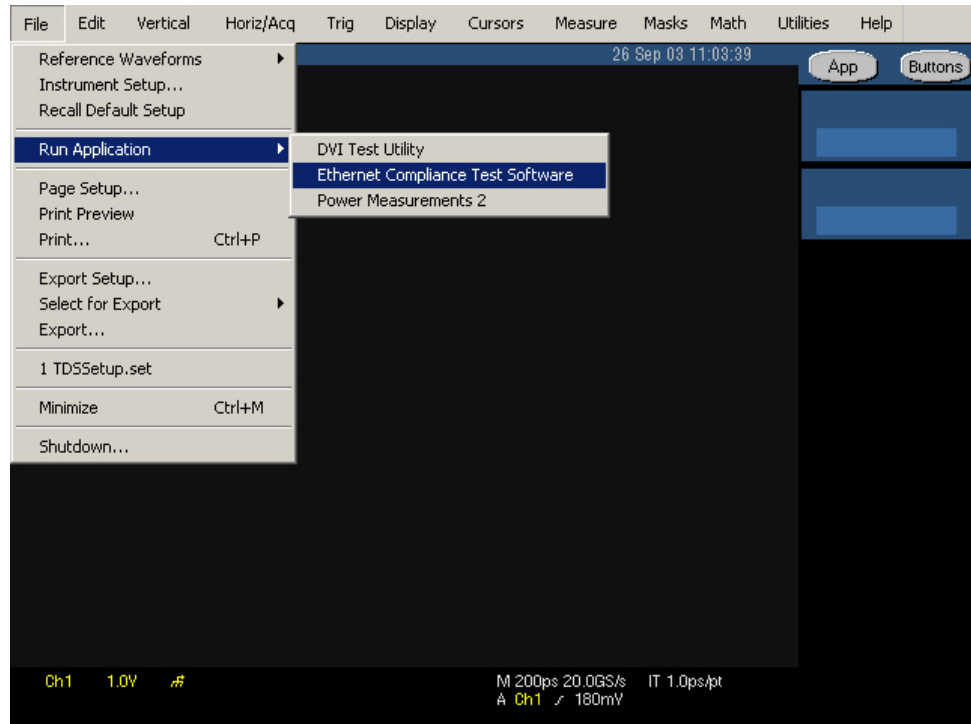 File Edit Vertical Horiz/Acq Trig Display Cursors Measure Masks Math Utilities Help
26 Sep 03 11:03:39
App Buttons
Reference Waveforms
Instrument Setup...
Recall Default Setup
Run Application
DVI Test Utility
Ethernet Compliance Test Software
Power Measurements 2
Page Setup...
Print Preview
Print... Ctrl+P
Export Setup...
Select for Export
Export...
1 TDSSetup.set
Minimize Ctrl+M
Shutdown...
Ch1 1.0V M 200ps 20.0GS/s IT 1.0ps/pt
A Ch1 180mV